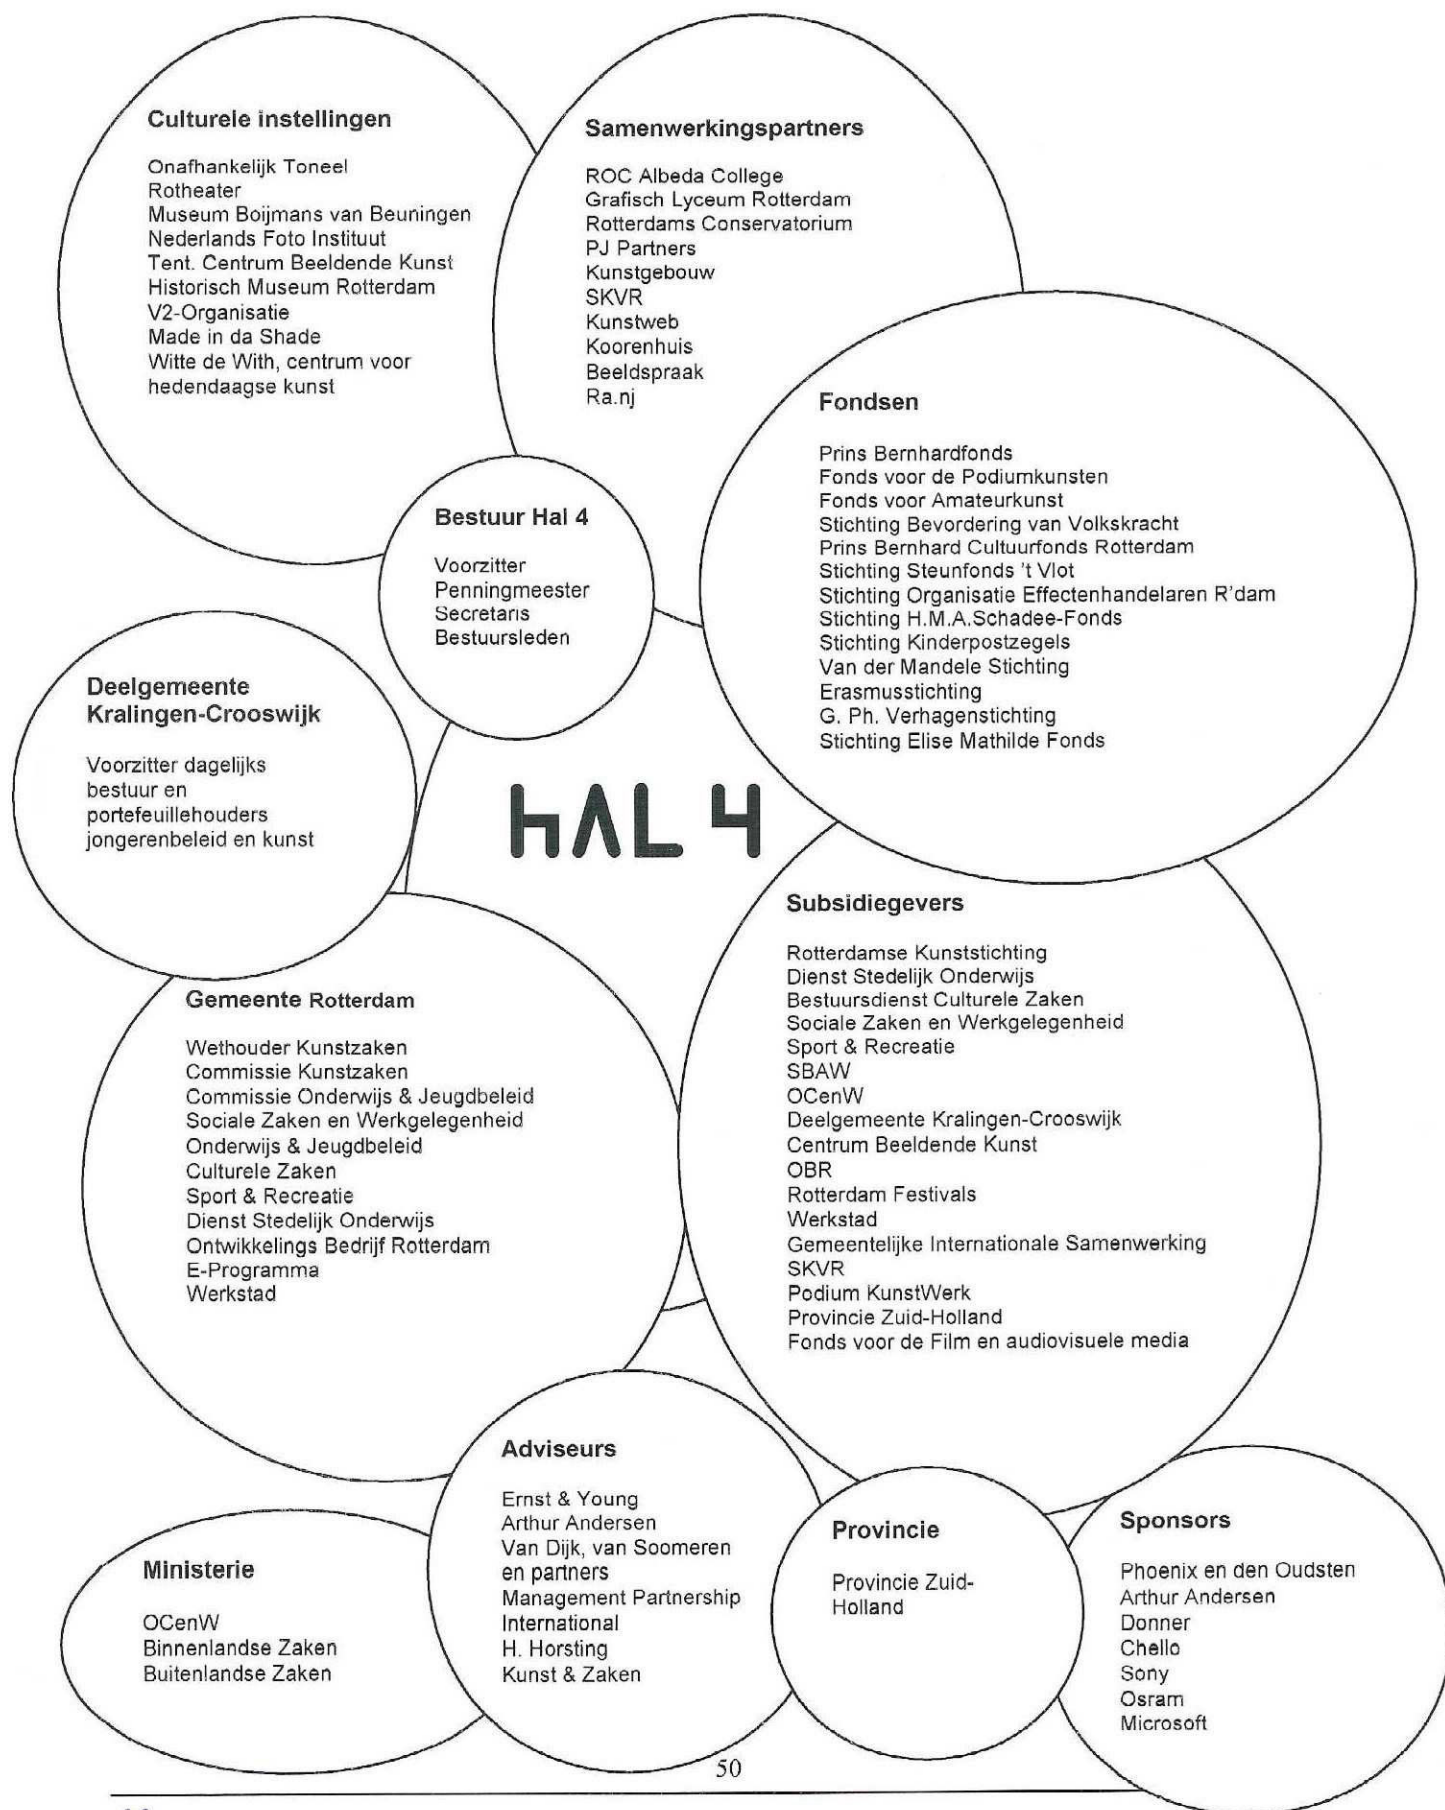 Culturele instellingen
Onafhankelijk Toneel
Rotheater
Museum Boijmans van Beuningen
Nederlands Foto Instituut
Tent. Centrum Beeldende Kunst
Historisch Museum Rotterdam
V2-Organisatie
Made in da Shade
Witte de With, centrum voor
hedendaagse kunst
Samenwerkingspartners
ROC Albeda College
Grafisch Lyceum Rotterdam
Rotterdams Conservatorium
PJ Partners
Kunstgebouw
SKVR
Kunstweb
Koorenhuis
Beeldspraak
Ra.nj
Fondsen
Prins Bernhardfonds
Fonds voor de Podiumkunsten
Fonds voor Amateurkunst
Stichting Bevordering van Volkskracht
Prins Bernhard Cultuurfonds Rotterdam
Stichting Steunfonds 't Vlot
Stichting Organisatie Effectenhandelaren R'dam
Stichting H.M.A.Schadee-Fonds
Stichting Kinderpostzegels
Van der Mandele Stichting
Erasmusstichting
G. Ph. Verhagenstichting
Stichting Elise Mathilde Fonds
Bestuur Hal 4
Voorzitter
Penningmeester
Secretaris
Bestuursleden
Deelgemeente
Kralingen-Crooswijk
Voorzitter dagelijks
bestuur en
portefeuillehouders
jongerenbeleid en kunst
hAL 4
Gemeente Rotterdam
Wethouder Kunstzaken
Commissie Kunstzaken
Commissie Onderwijs & Jeugdbeleid
Sociale Zaken en Werkgelegenheid
Onderwijs & Jeugdbeleid
Culturele Zaken
Sport & Recreatie
Dienst Stedelijk Onderwijs
Ontwikkelings Bedrijf Rotterdam
E-Programma
Werkstad
Subsidiegevers
Rotterdamse Kunststichting
Dienst Stedelijk Onderwijs
Bestuursdienst Culturele Zaken
Sociale Zaken en Werkgelegenheid
Sport & Recreatie
SBAW
OCenW
Deelgemeente Kralingen-Crooswijk
Centrum Beeldende Kunst
OBR
Rotterdam Festivals
Werkstad
Gemeentelijke Internationale Samenwerking
SKVR
Podium KunstWerk
Provincie Zuid-Holland
Fonds voor de Film en audiovisuele media
Adviseurs
Ernst & Young
Arthur Andersen
Van Dijk, van Soomeren
en partners
Management Partnership
International
H. Horsting
Kunst & Zaken
Ministerie
OCenW
Binnenlandse Zaken
Buitenlandse Zaken
Provincie
Provincie Zuid-
Holland
Sponsors
Phoenix en den Oudsten
Arthur Andersen
Donner
Chello
Sony
Osram
Microsoft
50